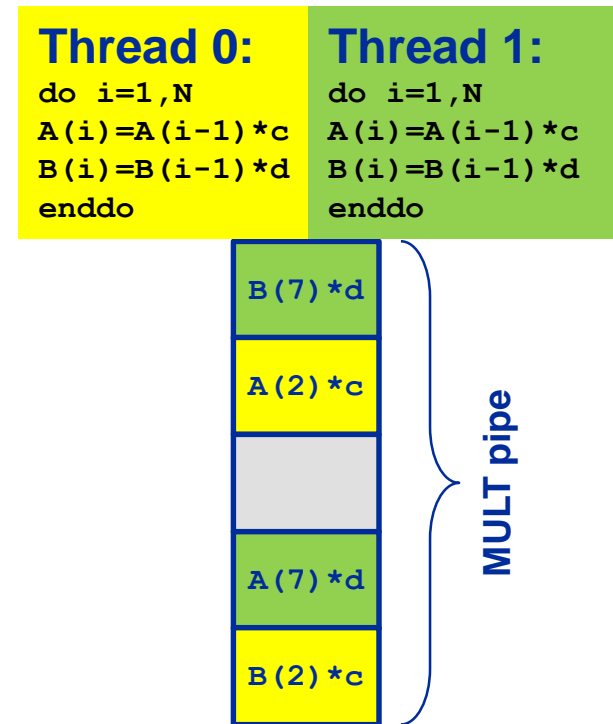 Thread 0:
do i=1,N
A(i)=A(i-1)*c
B(i)=B(i-1)*d
enddo
Thread 1:
do i=1,N
A(i)=A(i-1)*c
B(i)=B(i-1)*d
enddo
B(7)*d
A(2)*c
A(7)*d
B(2)*c
MULT pipe